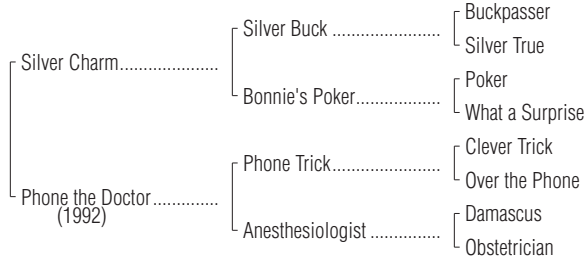 Buckpasser
Silver Buck ....................
Silver True
Silver Charm.....................
Poker
Bonnie's Poker................
What a Surprise
Clever Trick
Phone Trick.....................
Over the Phone
Phone the Doctor..............
(1992)
Damascus
Anesthesiologist ..............
Obstetrician